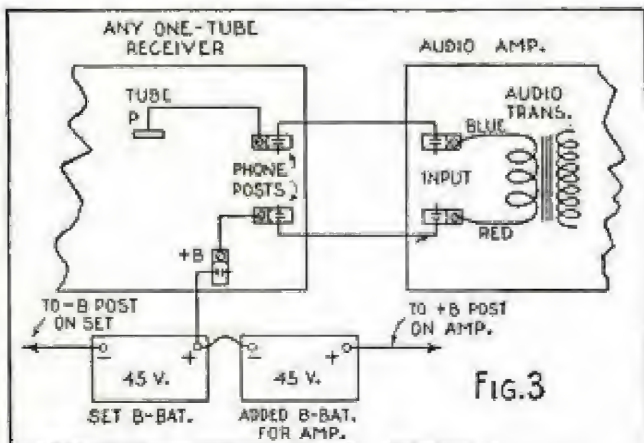 ANY ONE-TUBE
RECEIVER
AUDIO AMP.
TUBE
P
AUDIO
TRANS.
BLUE
PHONE
POSTS
INPUT
RED
+B
TO -B POST
ON SET
TO +B POST
ON AMP.
- +
- +
45 V.
45 V.
FIG.3
SET B-BAT.
ADDED B-BAT.
FOR AMP.